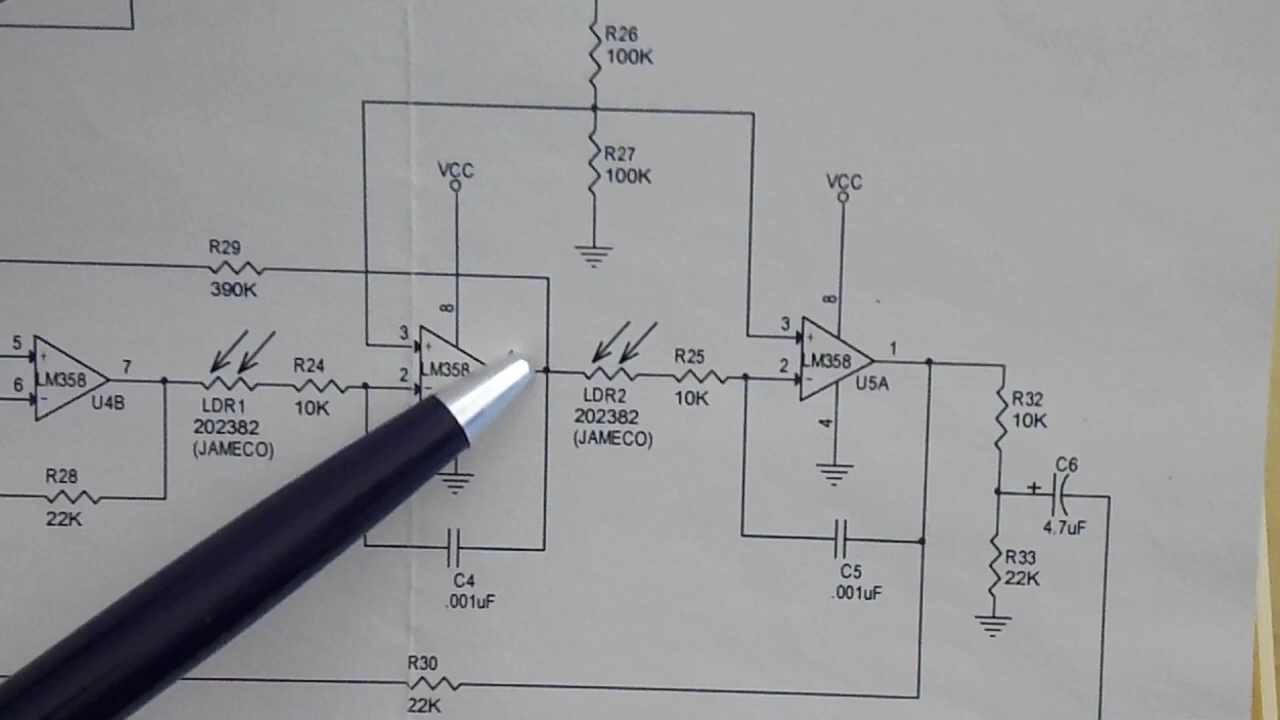 R26
100K
R27
100K
VCC
VCC
R29
390K
8
8
3
+
LM358
2
-
3
+
LM358
2
-
1
U5A
4
5
+
LM358
6
-
7
U4B
LDR1
202382
(JAMECO)
R24
10K
LDR2
202382
(JAMECO)
R25
10K
R32
10K
C6
+
4.7uF
R28
22K
R33
22K
C4
.001uF
C5
.001uF
R30
22K